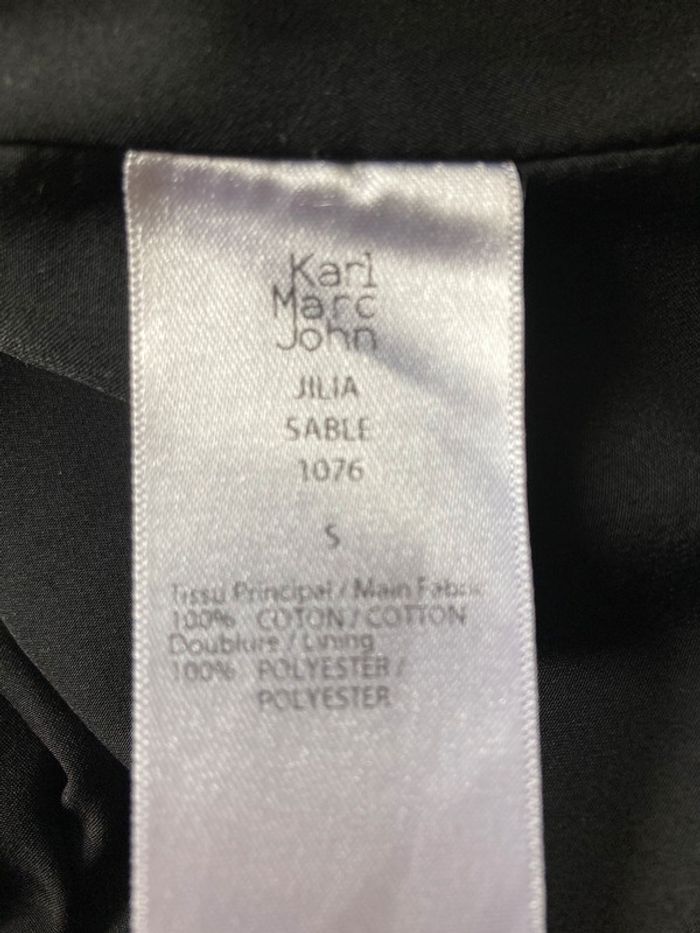 Karl
Marc
John
JILIA
SABLE
1076
S
Tissu Principal / Main Fabric
100% COTON / COTTON
Doublure / Lining
100% POLYESTER /
POLYESTER